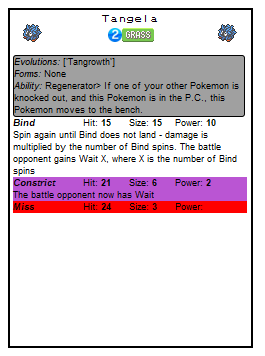 Tangela
2 GRASS
Evolutions: ['Tangrowth']
Forms: None
Ability: Regenerator> If one of your other Pokemon is
knocked out, and this Pokemon is in the P.C., this
Pokemon moves to the bench.
Bind Hit: 15 Size: 15 Power: 10
Spin again until Bind does not land - damage is
multiplied by the number of Bind spins. The battle
opponent gains Wait X, where X is the number of Bind
spins
Constrict Hit: 21 Size: 6 Power: 2
The battle opponent now has Wait
Miss Hit: 24 Size: 3 Power: